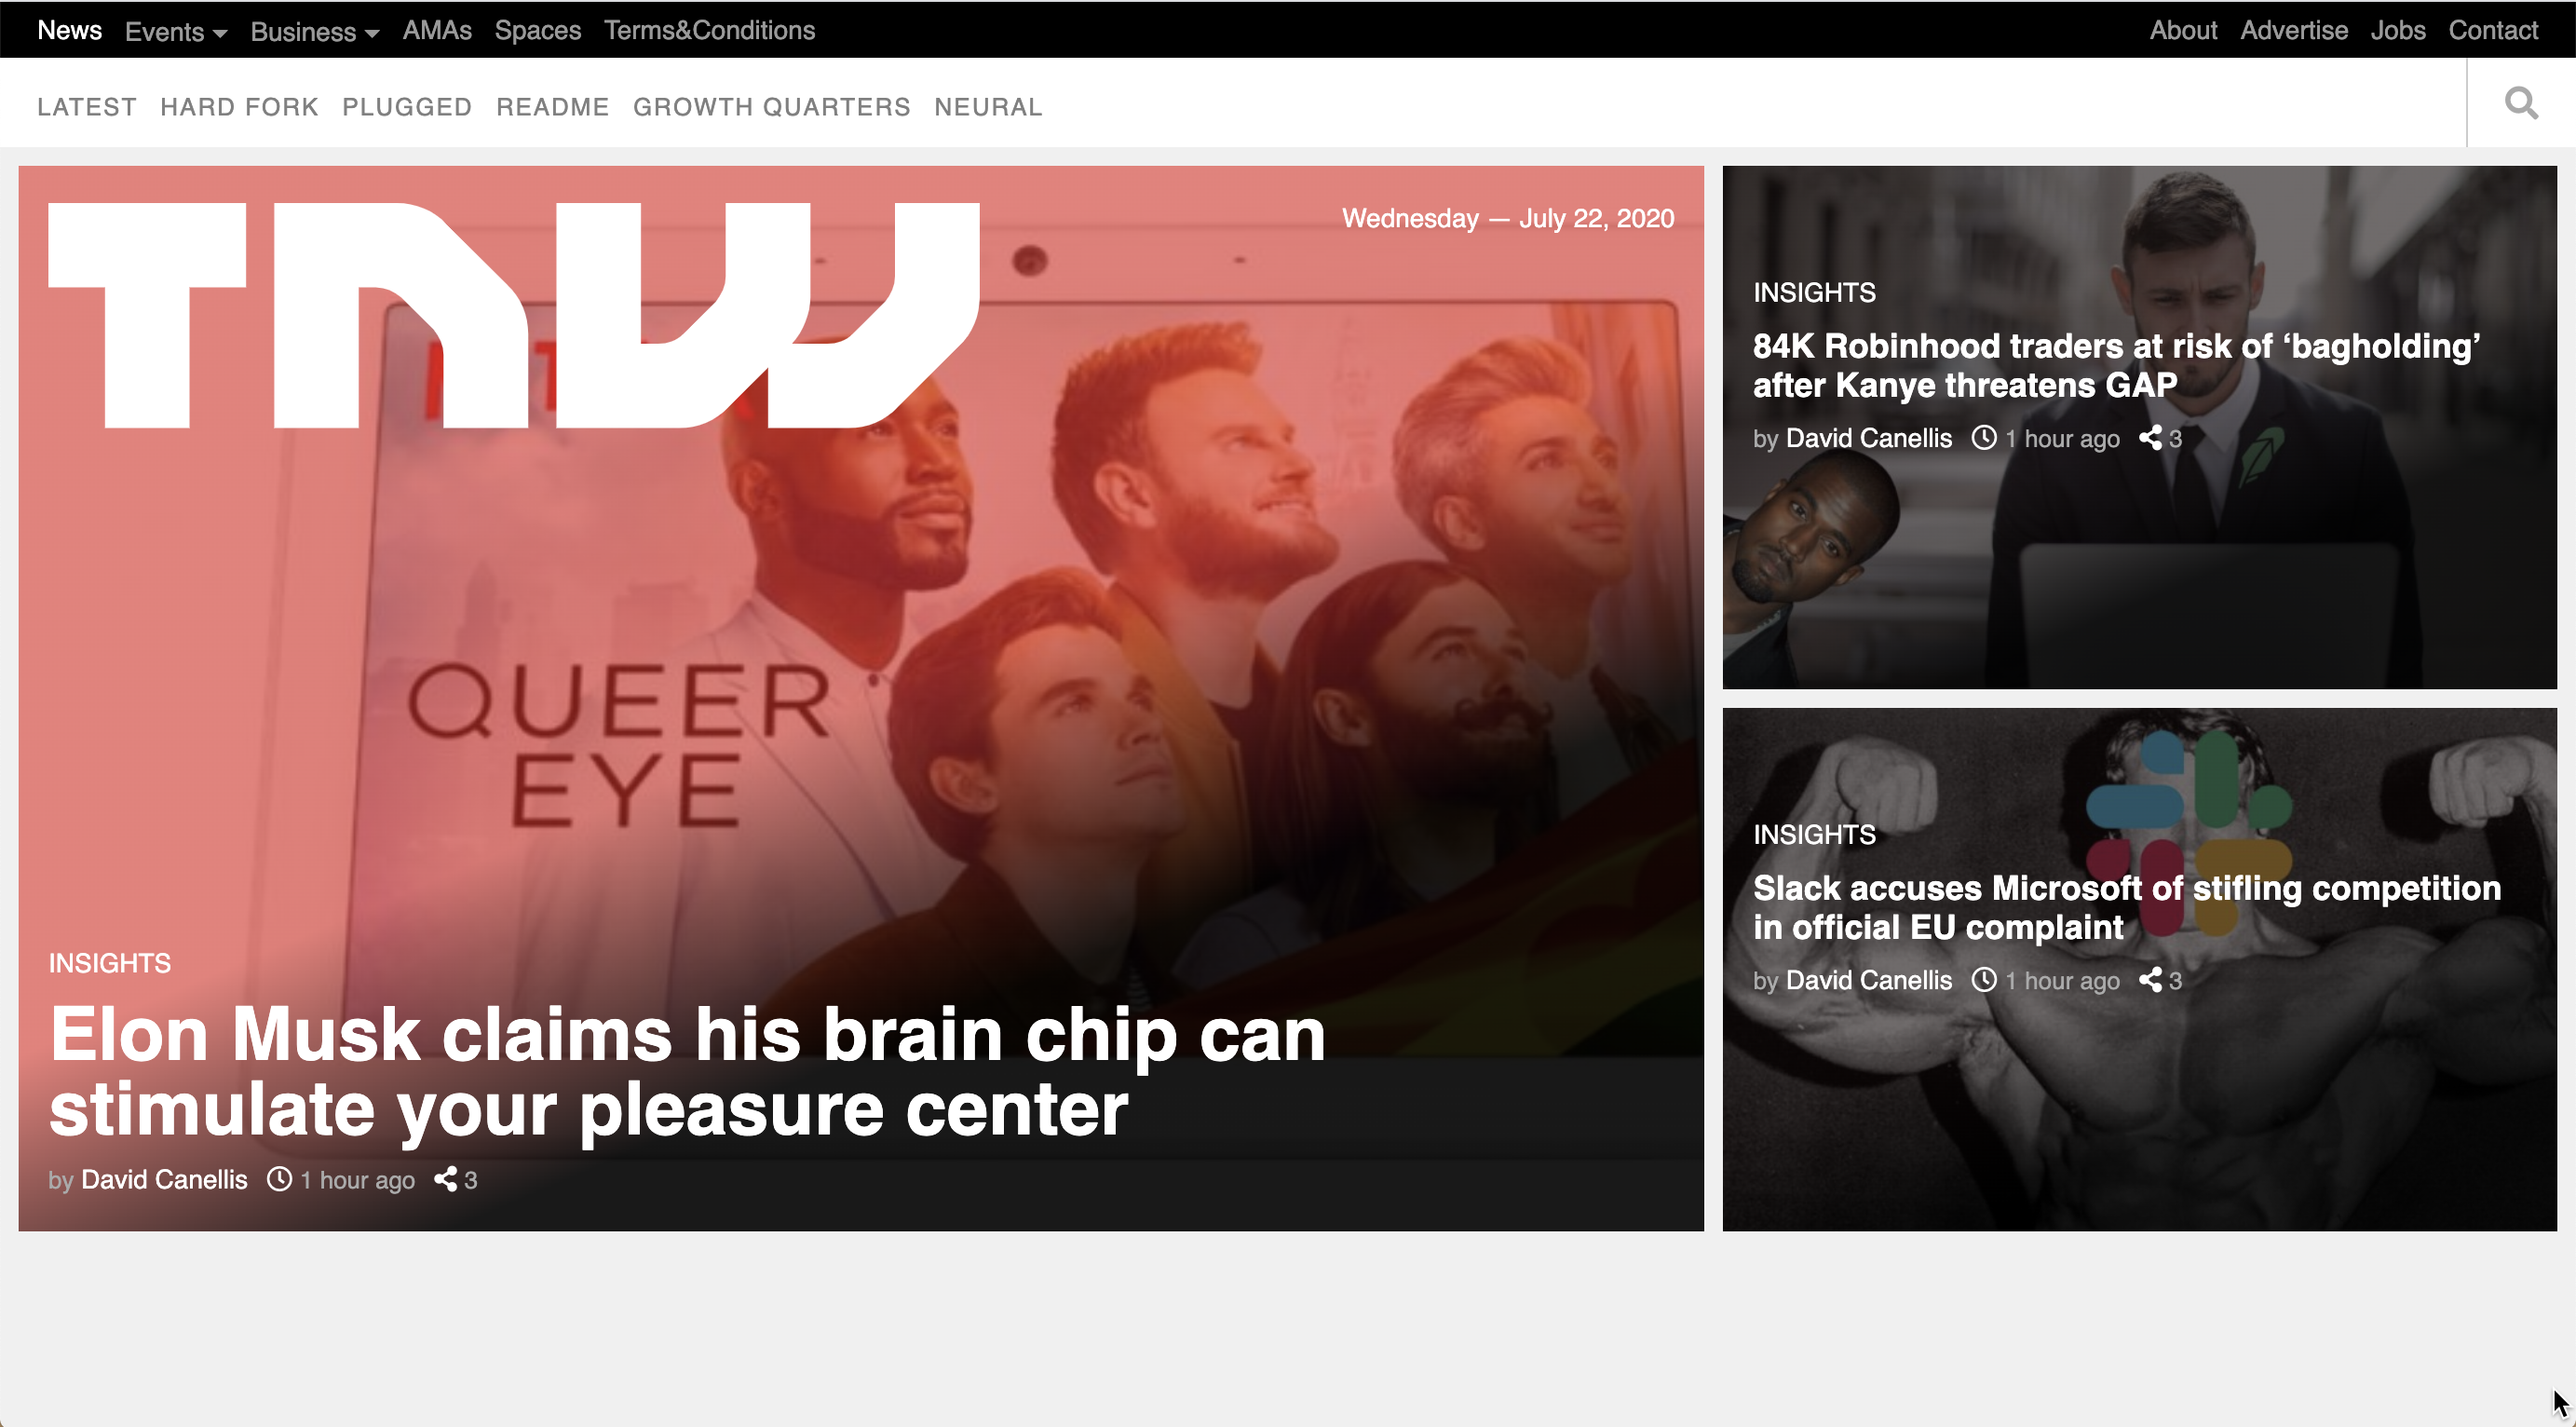 News Events Business AMAs Spaces Terms&Conditions About Advertise Jobs Contact
LATEST HARD FORK PLUGGED README GROWTH QUARTERS NEURAL
TNW
Wednesday — July 22, 2020
QUEER
EYE
INSIGHTS
Elon Musk claims his brain chip can
stimulate your pleasure center
by David Canellis 1 hour ago 3
INSIGHTS
84K Robinhood traders at risk of ‘bagholding’
after Kanye threatens GAP
by David Canellis 1 hour ago 3
INSIGHTS
Slack accuses Microsoft of stifling competition
in official EU complaint
by David Canellis 1 hour ago 3